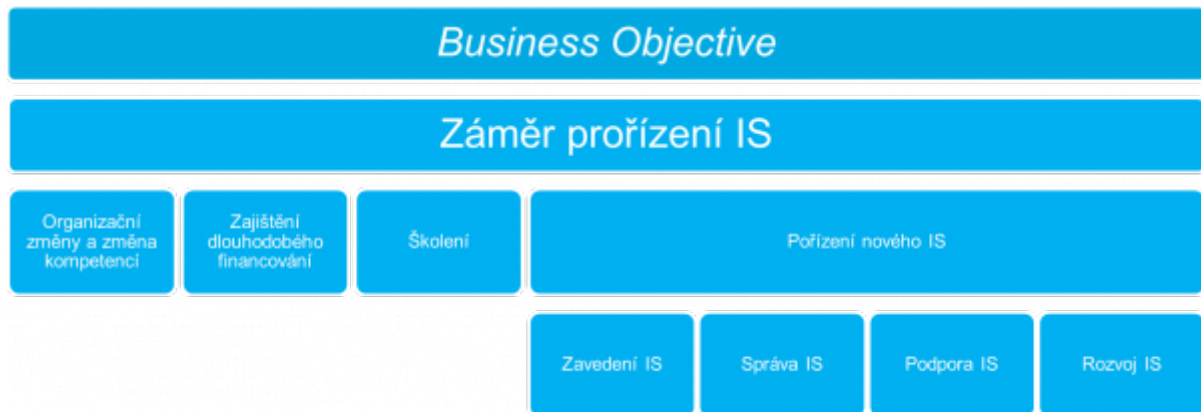 Business Objective
Záměr prořízení IS
Organizační
změny a změna
kompetencí
Zajištění
dlouhodobého
financování
Školení
Pořízení nového IS
Zavedení IS
Správa IS
Podpora IS
Rozvoj IS